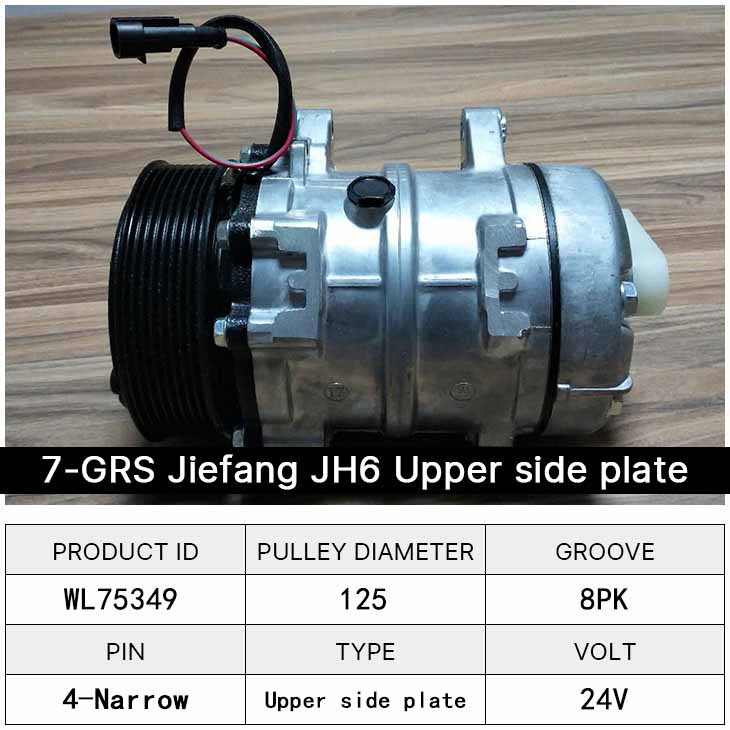 7-GRS Jiefang JH6 Upper side plate
PRODUCT ID PULLEY DIAMETER GROOVE
WL75349 125 8PK
PIN TYPE VOLT
4-Narrow Upper side plate 24V